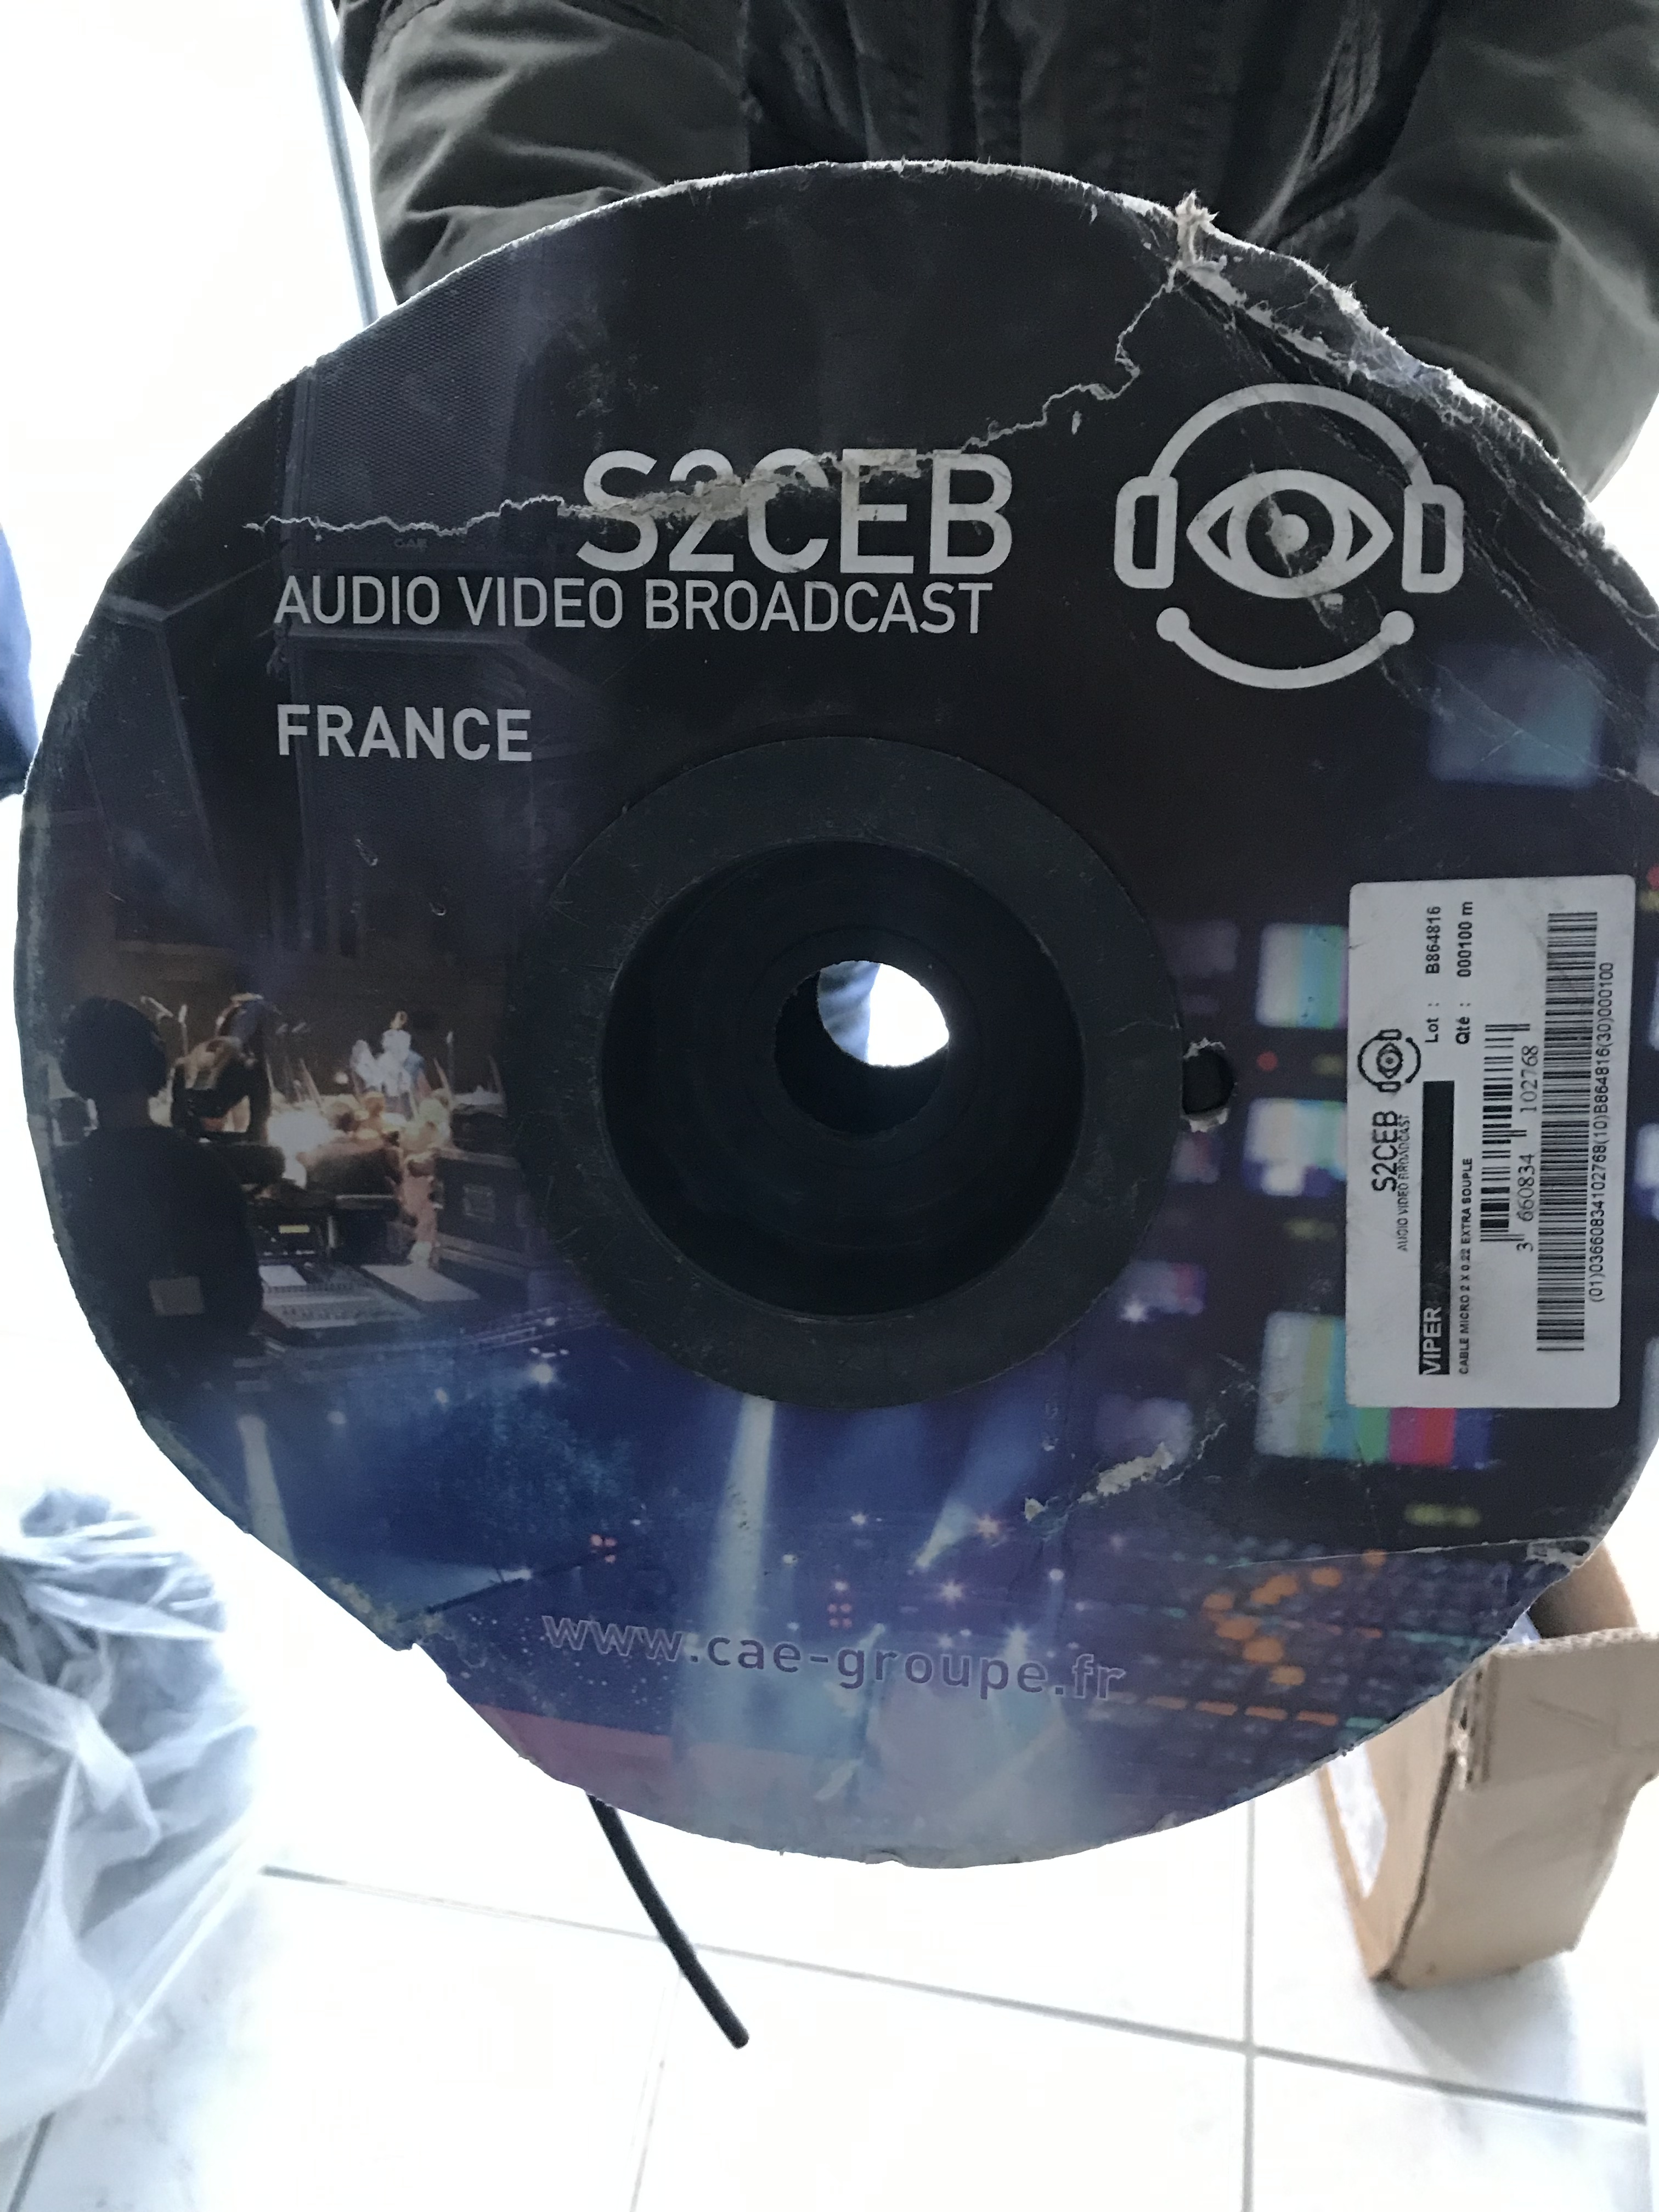 S2CEB
AUDIO VIDEO BROADCAST
FRANCE
S2CEB
AUDIO VIDEO BROADCAST
Lot : B864816
VIPER
Qté : 000100 m
CABLE MICRO 2 X 0.22 EXTRA SOUPLE
3 660834 102768
(01)03660834102768(10)B864816(30)000100
www.cae-groupe.fr